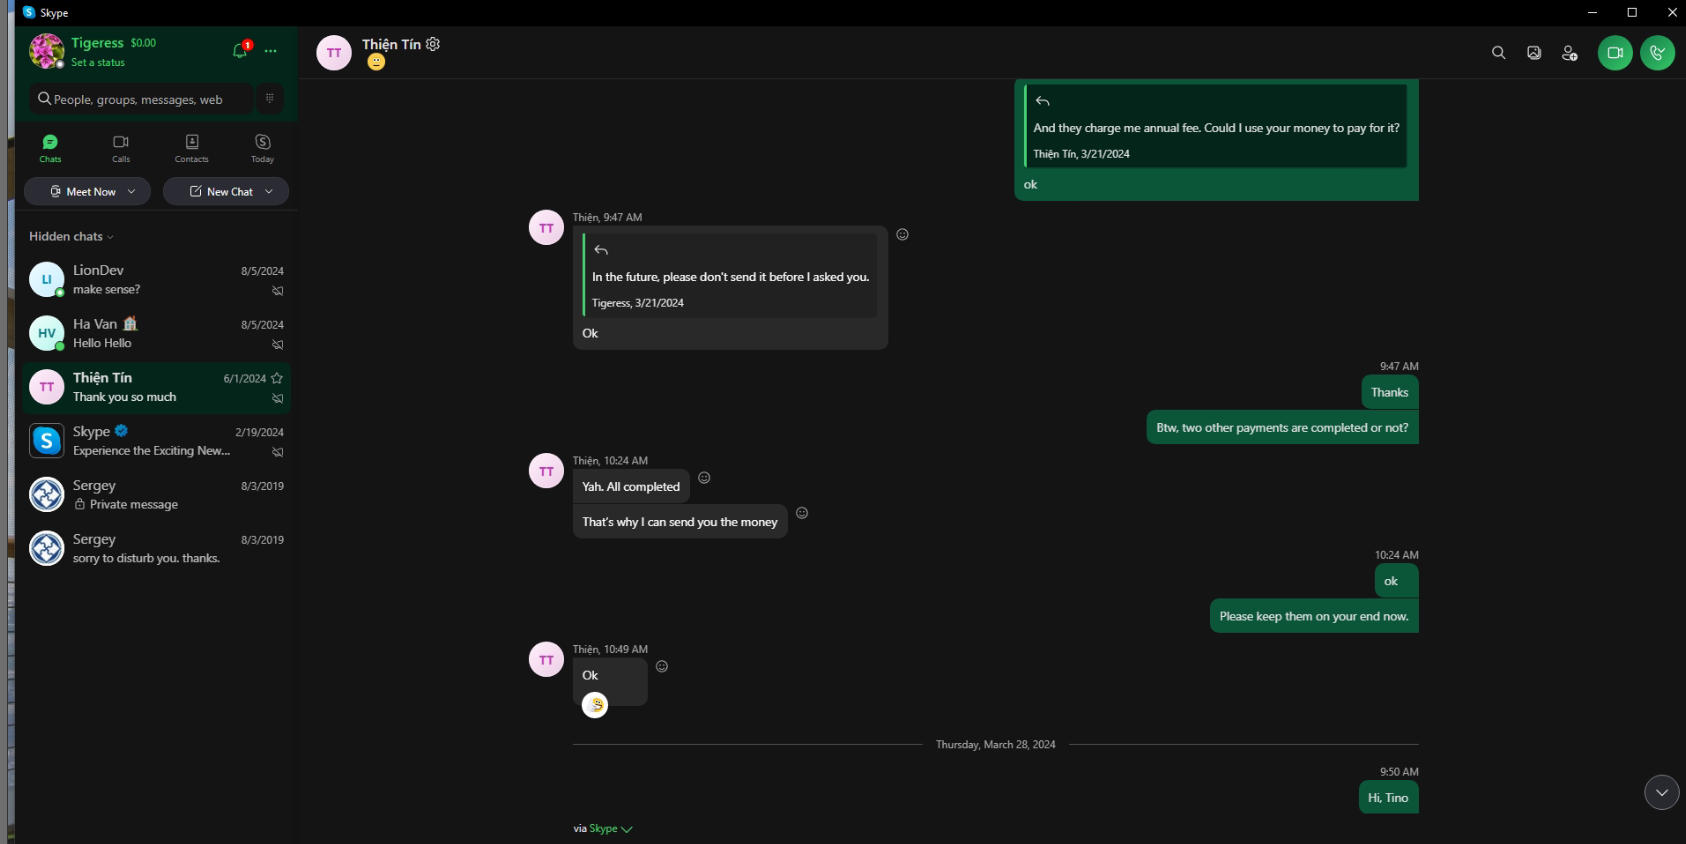 Skype
Tigeress $0.00
Set a status
1
People, groups, messages, web
Chats
Calls
Contacts
Today
Meet Now
New Chat
Hidden chats
LI
LionDev
8/5/2024
make sense?
HV
Ha Van
8/5/2024
Hello Hello
TT
Thiện Tín
6/1/2024
Thank you so much
Skype
2/19/2024
Experience the Exciting New...
Sergey
8/3/2019
Private message
Sergey
8/3/2019
sorry to disturb you. thanks.
TT
Thiện Tín
And they charge me annual fee. Could I use your money to pay for it?
Thiện Tín, 3/21/2024
ok
TT
Thiện, 9:47 AM
In the future, please don't send it before I asked you.
Tigeress, 3/21/2024
Ok
9:47 AM
Thanks
Btw, two other payments are completed or not?
TT
Thiện, 10:24 AM
Yah. All completed
That's why I can send you the money
10:24 AM
ok
Please keep them on your end now.
TT
Thiện, 10:49 AM
Ok
Thursday, March 28, 2024
9:50 AM
Hi, Tino
via Skype